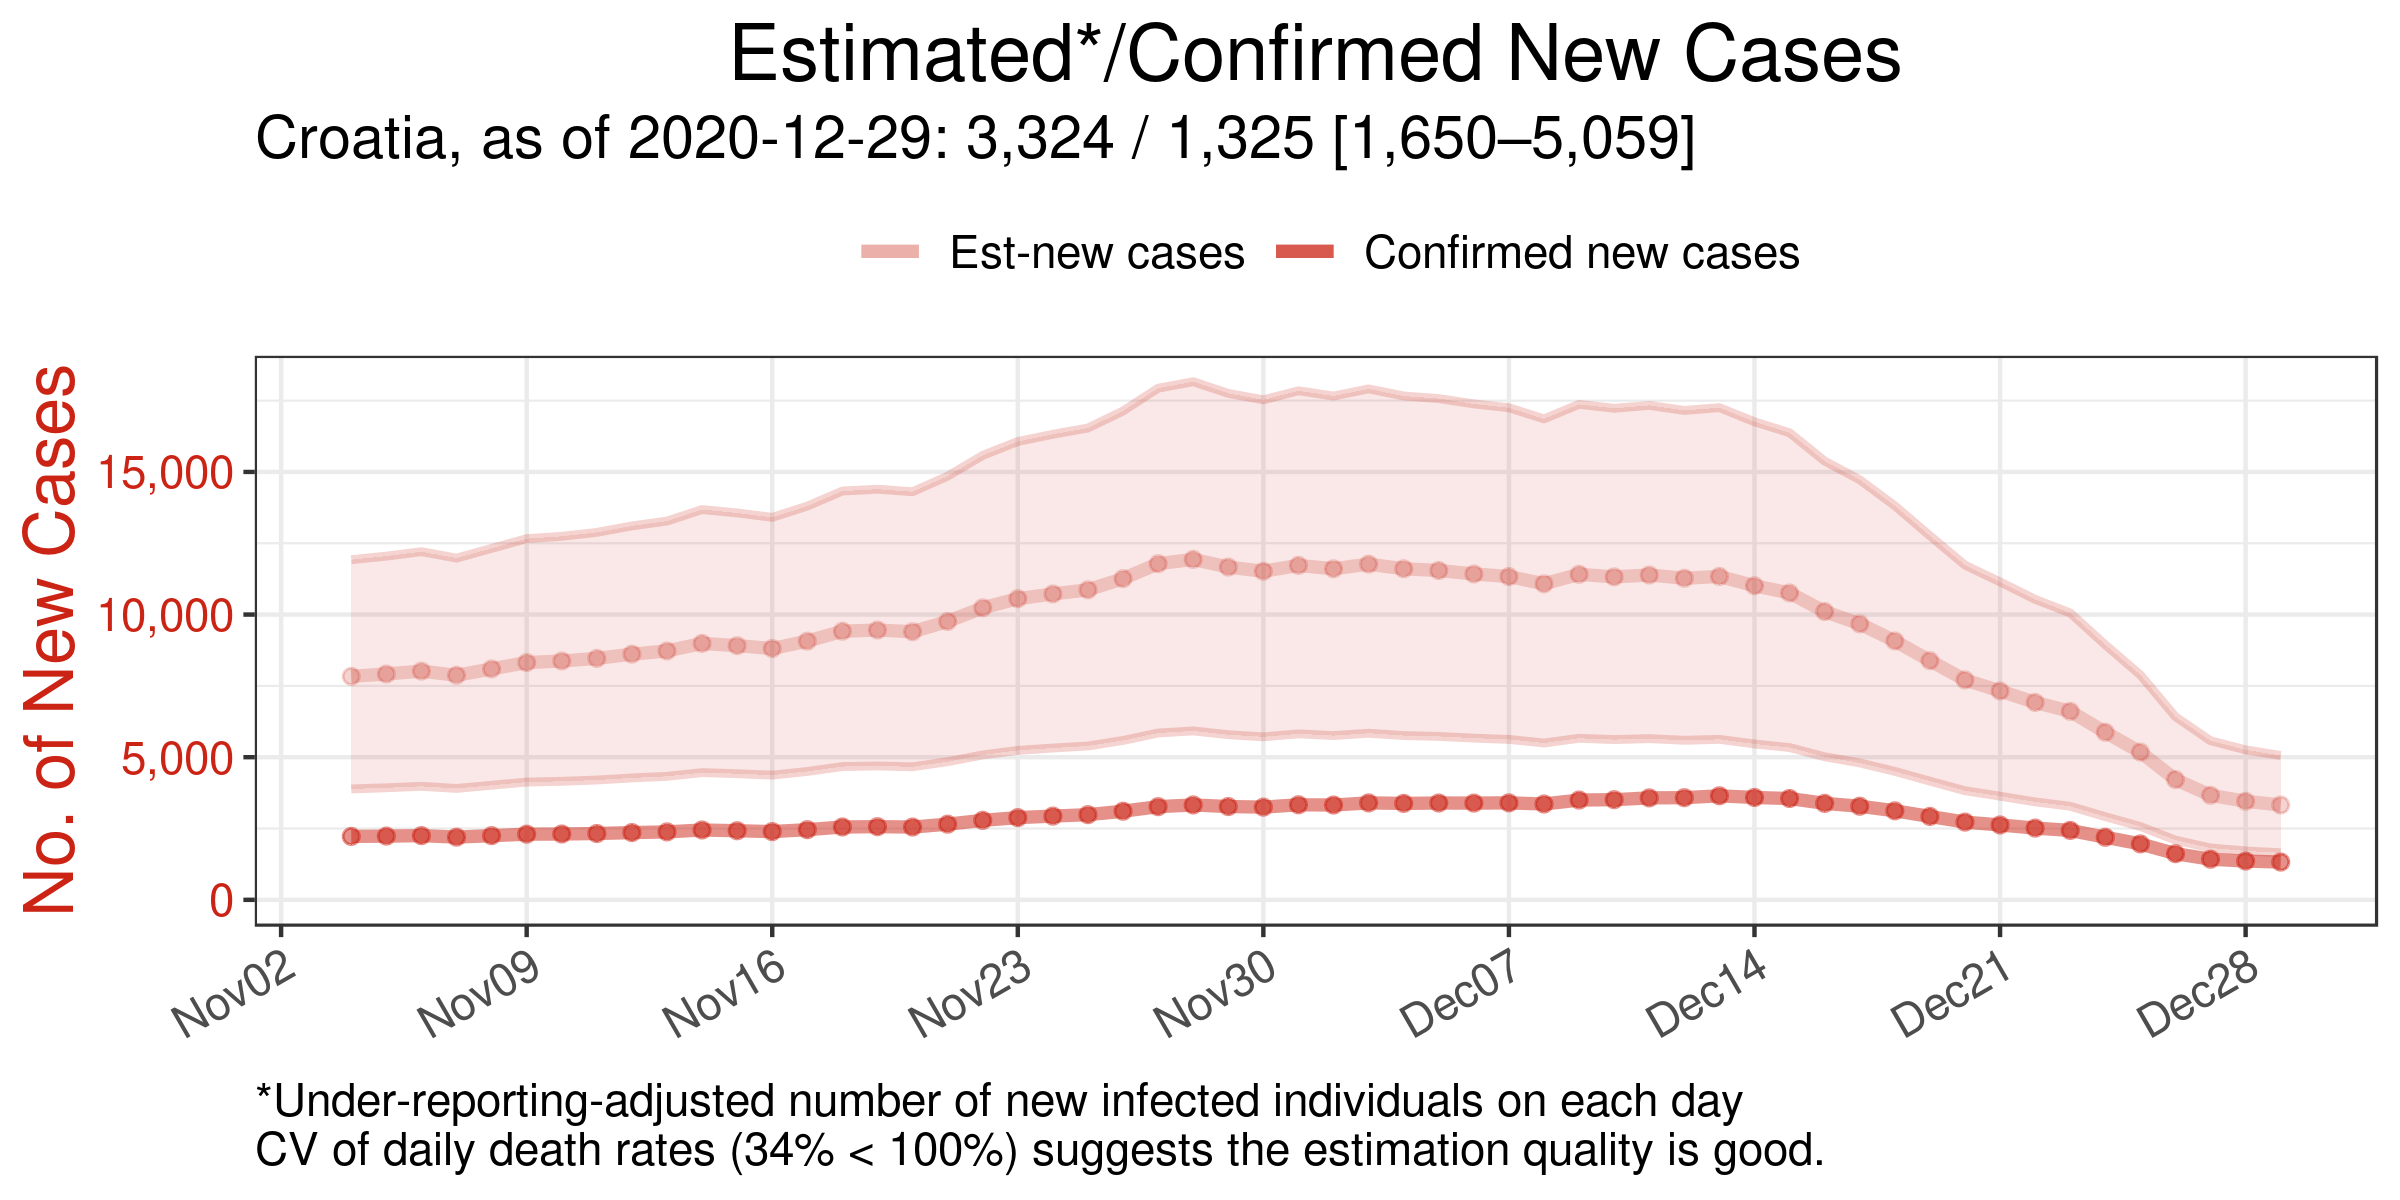 Estimated*/Confirmed New Cases
Croatia, as of 2020-12-29: 3,324 / 1,325 [1,650–5,059]
Est-new cases
Confirmed new cases
No. of New Cases
15,000
10,000
5,000
0
Nov02
Nov09
Nov16
Nov23
Nov30
Dec07
Dec14
Dec21
Dec28
*Under-reporting-adjusted number of new infected individuals on each day
CV of daily death rates (34% < 100%) suggests the estimation quality is good.